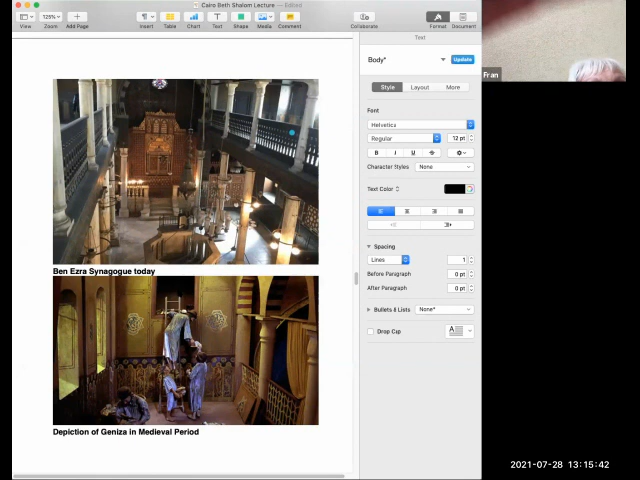 Cairo Beth Shalom Lecture — Edited
125%
View
Zoom
Add Page
Insert
Table
Chart
Text
Shape
Media
Comment
Collaborate
Format
Document
Text
Body*
Update
Style
Layout
More
Font
Helvetica
Regular
12 pt
B
I
U
S
Character Styles
None
Text Color
Spacing
Lines
1
Before Paragraph
0 pt
After Paragraph
0 pt
Bullets & Lists
None*
Drop Cap
A
Ben Ezra Synagogue today
Depiction of Geniza in Medieval Period
Fran
2021-07-28 13:15:42